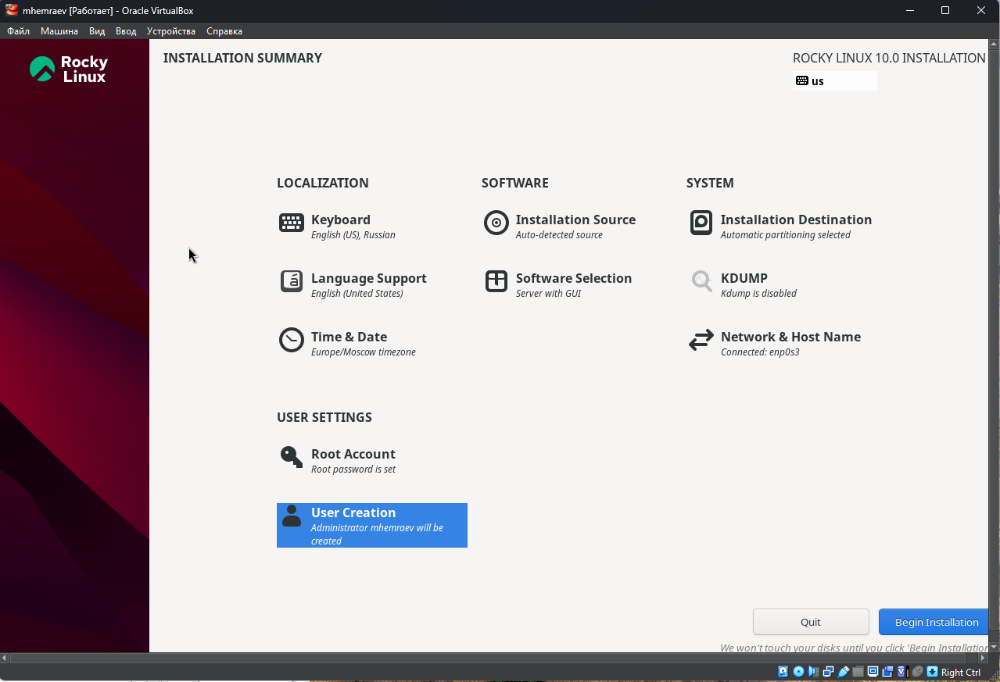 mhemraev [Работает] - Oracle VirtualBox
Файл Машина Вид Ввод Устройства Справка
Rocky
Linux
INSTALLATION SUMMARY
ROCKY LINUX 10.0 INSTALLATION
us
LOCALIZATION
SOFTWARE
SYSTEM
Keyboard
English (US), Russian
Installation Source
Auto-detected source
Installation Destination
Automatic partitioning selected
Language Support
English (United States)
Software Selection
Server with GUI
KDUMP
Kdump is disabled
Time & Date
Europe/Moscow timezone
Network & Host Name
Connected: enp0s3
USER SETTINGS
Root Account
Root password is set
User Creation
Administrator mhemraev will be
created
Quit
Begin Installation
We won't touch your disks until you click 'Begin Installation
Right Ctrl